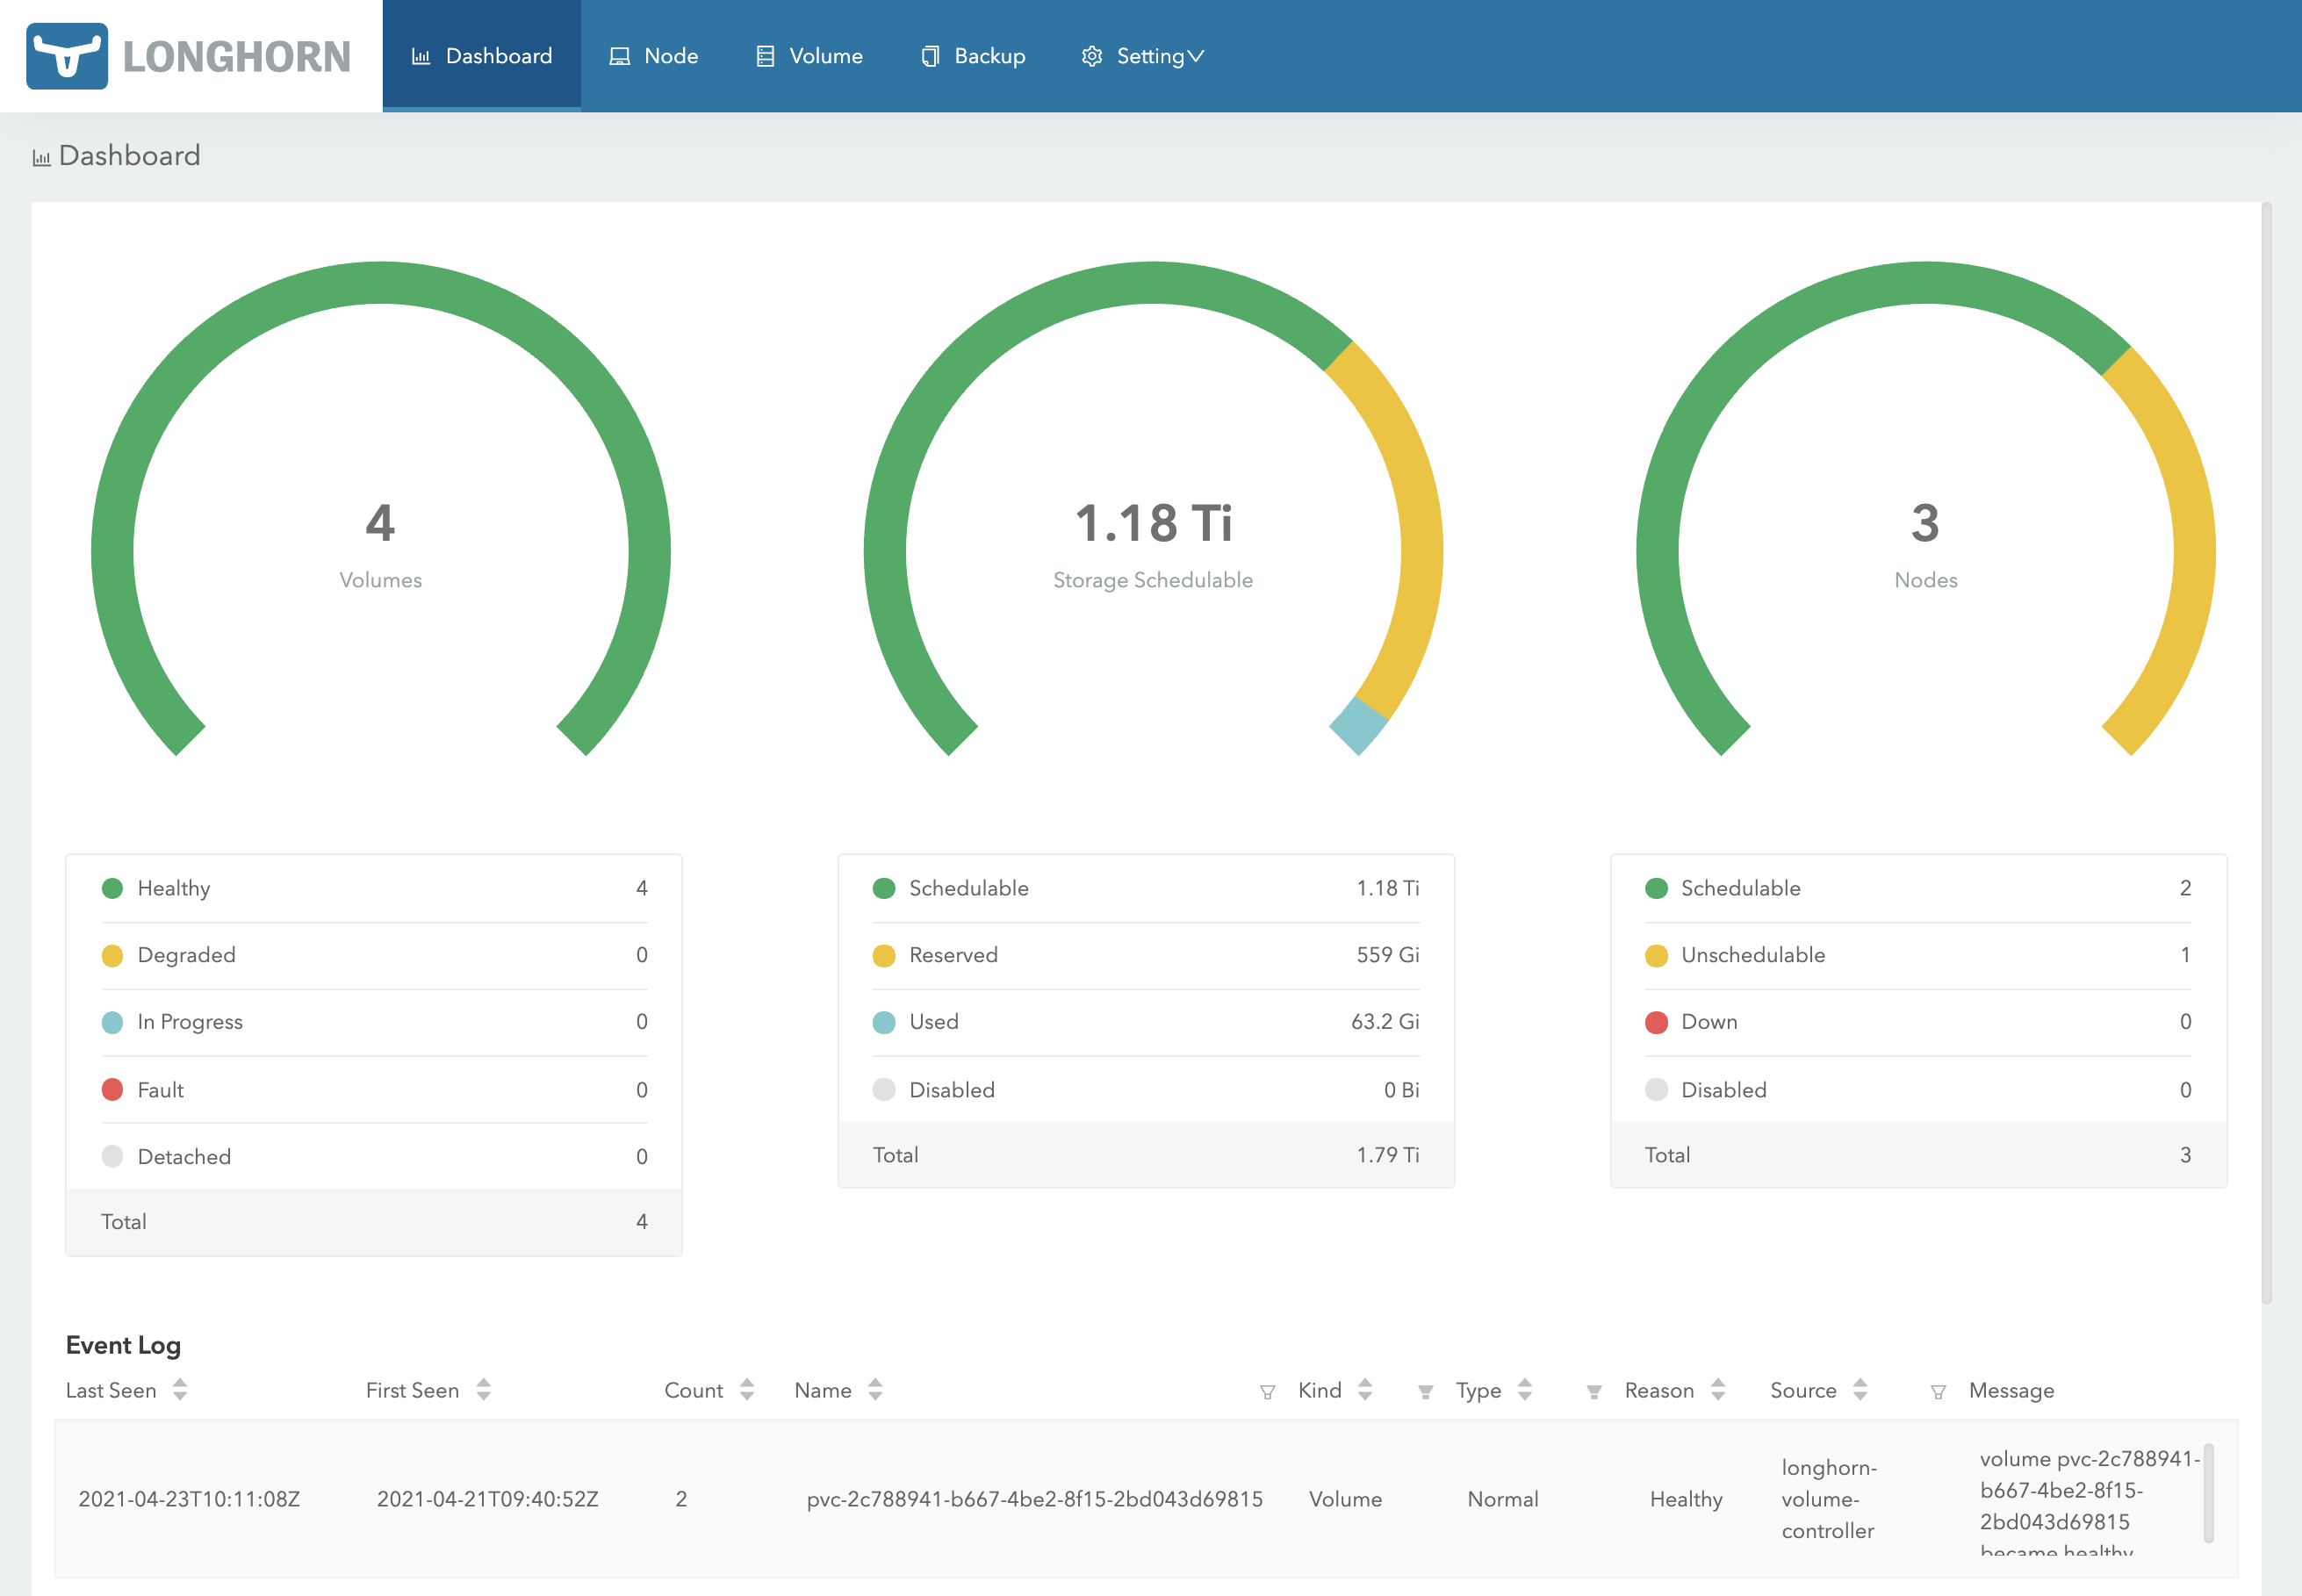 LONGHORN
Dashboard
Node
Volume
Backup
Setting
Dashboard
4
Volumes
1.18 Ti
Storage Schedulable
3
Nodes
Healthy 4
Degraded 0
In Progress 0
Fault 0
Detached 0
Total 4
Schedulable 1.18 Ti
Reserved 559 Gi
Used 63.2 Gi
Disabled 0 Bi
Total 1.79 Ti
Schedulable 2
Unschedulable 1
Down 0
Disabled 0
Total 3
Event Log
Last Seen First Seen Count Name Kind Type Reason Source Message
2021-04-23T10:11:08Z
2021-04-21T09:40:52Z
2
pvc-2c788941-b667-4be2-8f15-2bd043d69815
Volume
Normal
Healthy
longhorn-
volume-
controller
volume pvc-2c788941-
b667-4be2-8f15-
2bd043d69815
became healthy